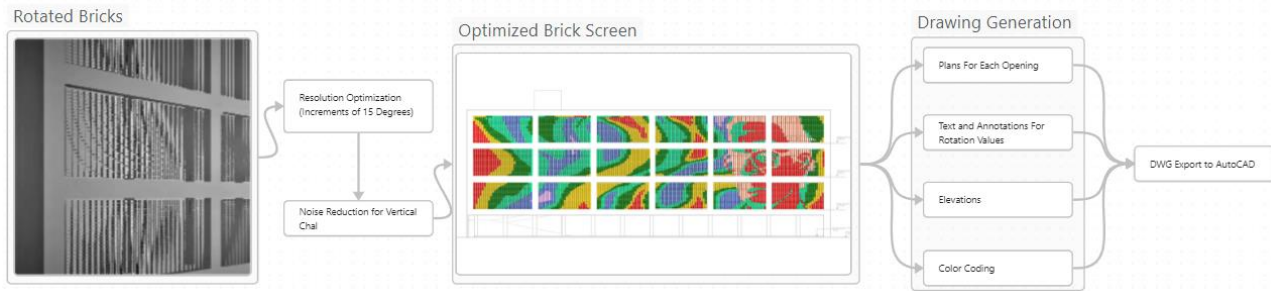 Rotated Bricks
Resolution Optimization
(Increments of 15 Degrees)
Noise Reduction for Vertical
Chal
Optimized Brick Screen
Drawing Generation
Plans For Each Opening
Text and Annotations For
Rotation Values
Elevations
Color Coding
DWG Export to AutoCAD